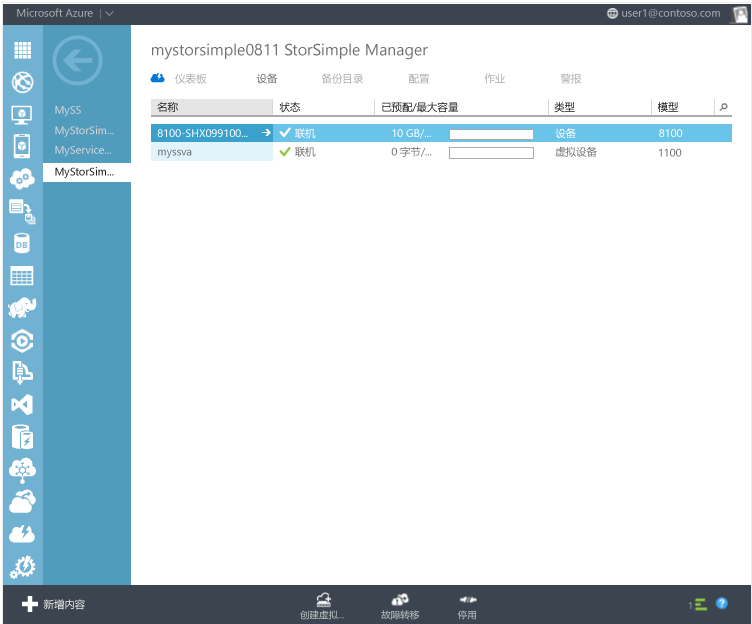 Microsoft Azure
user1@contoso.com
mystorsimple0811 StorSimple Manager
仪表板 设备 备份目录 配置 作业 警报
MySS
MyStorSim...
MyService...
MyStorSim...
名称 状态 已预配/最大容量 类型 模型
8100-SHX099100... 联机 10 GB/... 设备 8100
myssva 联机 0 字节/... 虚拟设备 1100
DB
新增内容
创建虚拟... 故障转移 停用
1 ?